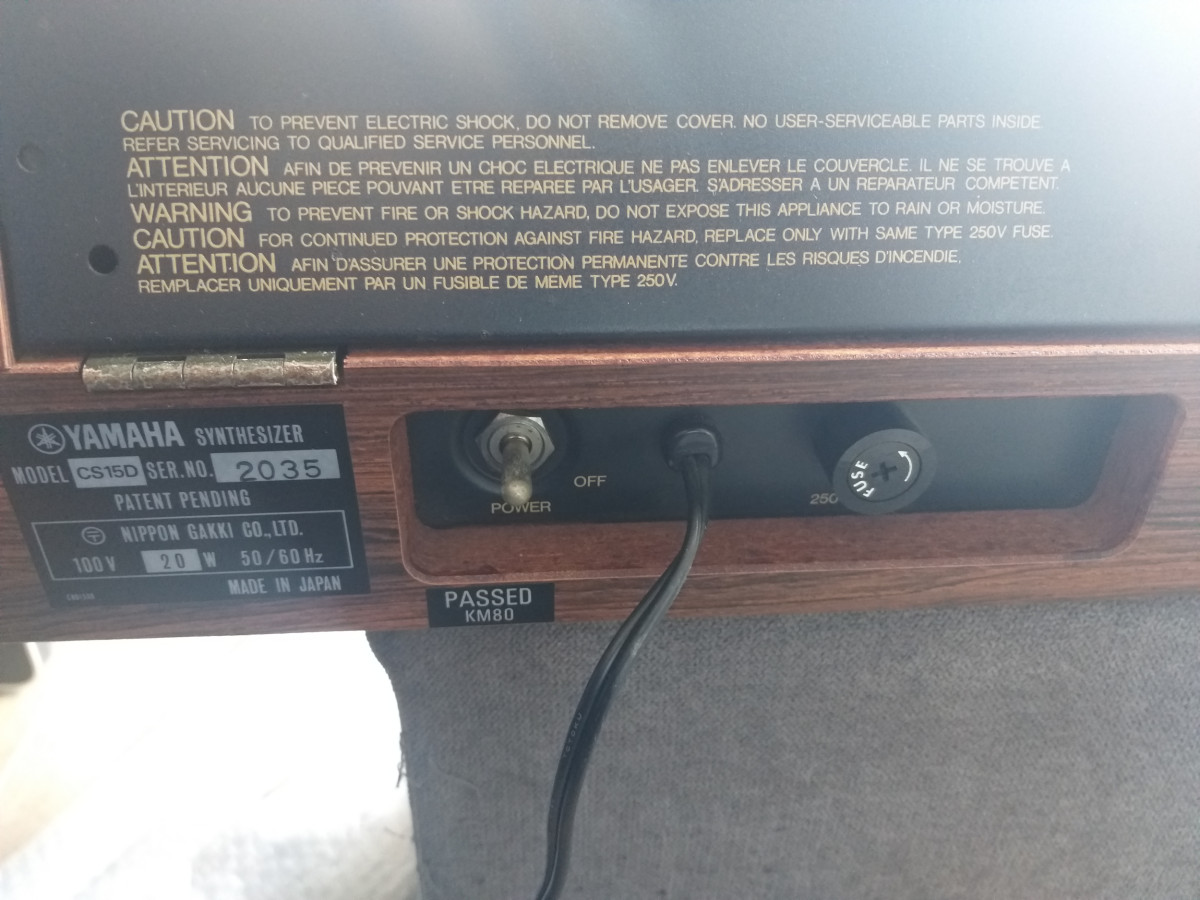 CAUTION TO PREVENT ELECTRIC SHOCK, DO NOT REMOVE COVER. NO USER-SERVICEABLE PARTS INSIDE.
REFER SERVICING TO QUALIFIED SERVICE PERSONNEL.
ATTENTION AFIN DE PREVENIR UN CHOC ELECTRIQUE NE PAS ENLEVER LE COUVERCLE. IL NE SE TROUVE A
L'INTERIEUR AUCUNE PIECE POUVANT ETRE REPAREE PAR L'USAGER. S'ADRESSER A UN REPARATEUR COMPETENT.
WARNING TO PREVENT FIRE OR SHOCK HAZARD, DO NOT EXPOSE THIS APPLIANCE TO RAIN OR MOISTURE.
CAUTION FOR CONTINUED PROTECTION AGAINST FIRE HAZARD, REPLACE ONLY WITH SAME TYPE 250V FUSE.
ATTENTION AFIN D'ASSURER UNE PROTECTION PERMANENTE CONTRE LES RISQUES D'INCENDIE,
REMPLACER UNIQUEMENT PAR UN FUSIBLE DE MEME TYPE 250V.
YAMAHA SYNTHESIZER
MODEL CS15D SER.NO. 2035
PATENT PENDING
NIPPON GAKKI CO.,LTD.
100V 20 W 50/60 Hz
MADE IN JAPAN
OFF
POWER
250
FUSE
PASSED
KM80